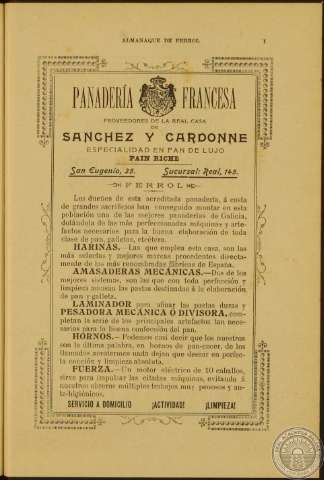 ALMANAQUE DE FERROL
PANADERÍA FRANCESA
PROVEEDORES DE LA REAL CASA
DE
SANCHEZ Y CARDONNE
ESPECIALIDAD EN PAN DE LUJO
PAIN RICHE
San Eugenio, 25. Sucursal: Real, 145.
FERROL
Los dueños de esta acreditada panadería, á costa
de grandes sacrificios han conseguido montar en esta
población una de las mejores panaderías de Galicia,
dotándola de las más perfeccionadas máquinas y arte-
factos necesarios para la buena elaboración de toda
clase de pan, galletas, etcétera.
HARINAS.—Las que emplea esta casa, son las
más selectas y mejores marcas procedentes directa-
mente de las más renombradas fábricas de España.
AMASADERAS MECÁNICAS.—Dos de los
mejores sistemas, son las que con toda perfección y
limpieza amasan las pastas destinadas á la elaboración
de pan y galleta.
LAMINADOR para afinar las pastas duras y
PESADORA MECÁNICA Ó DIVISORA, com-
pletan la serie de los principales artefactos tan nece-
sarios para la buena confección del pan.
HORNOS.—Podemos casi decir que los nuestros
son la última palabra, en hornos de pan-cocer, de los
llamados aerotermos nada dejan que desear en perfec-
ta cocción y limpieza absoluta.
FUERZA.—Un motor eléctrico de 10 caballos,
sirve para impulsar las citadas máquinas, evitando á
nuestros obreros múltiples trabajos muy penosos y an-
te-higiénicos.
SERVICIO A DOMICILIO ¡ACTIVIDAD! ¡LIMPIEZA!